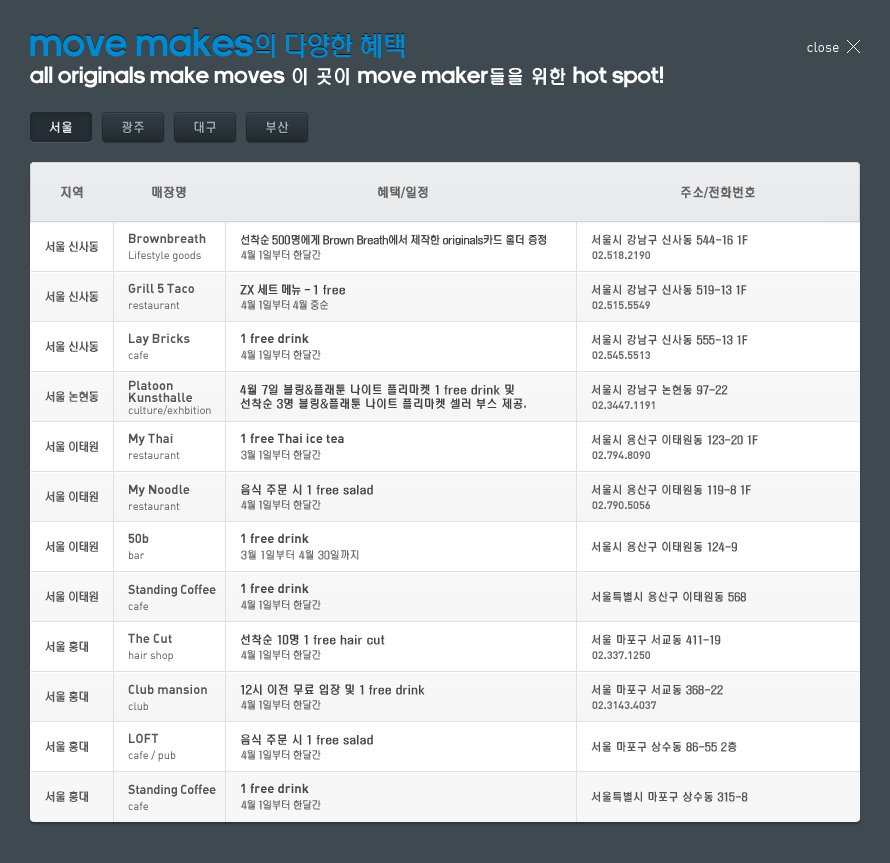 move makes의 다양한 혜택
close
all originals make moves 이 곳이 move maker들을 위한 hot spot!
서울 광주 대구 부산
지역 매장명 혜택/일정 주소/전화번호
서울 신사동
Brownbreath
Lifestyle goods
선착순 500명에게 Brown Breath에서 제작한 originals카드 홀더 증정
4월 1일부터 한달간
서울시 강남구 신사동 544-16 1F
02.518.2190
서울 신사동
Grill 5 Taco
restaurant
ZX 세트 메뉴 - 1 free
4월 1일부터 4월 중순
서울시 강남구 신사동 519-13 1F
02.515.5549
서울 신사동
Lay Bricks
cafe
1 free drink
4월 1일부터 한달간
서울시 강남구 신사동 555-13 1F
02.545.5513
서울 논현동
Platoon
Kunsthalle
culture/exhbition
4월 7일 블링&플래툰 나이트 플리마켓 1 free drink 및
선착순 3명 블링&플래툰 나이트 플리마켓 셀러 부스 제공.
서울시 강남구 논현동 97-22
02.3447.1191
서울 이태원
My Thai
restaurant
1 free Thai ice tea
3월 1일부터 한달간
서울시 용산구 이태원동 123-20 1F
02.794.8090
서울 이태원
My Noodle
restaurant
음식 주문 시 1 free salad
4월 1일부터 한달간
서울시 용산구 이태원동 119-8 1F
02.790.5056
서울 이태원
50b
bar
1 free drink
3월 1일부터 4월 30일까지
서울시 용산구 이태원동 124-9
서울 이태원
Standing Coffee
cafe
1 free drink
4월 1일부터 한달간
서울특별시 용산구 이태원동 568
서울 홍대
The Cut
hair shop
선착순 10명 1 free hair cut
4월 1일부터 한달간
서울 마포구 서교동 411-19
02.337.1250
서울 홍대
Club mansion
club
12시 이전 무료 입장 및 1 free drink
4월 1일부터 한달간
서울 마포구 서교동 368-22
02.3143.4037
서울 홍대
LOFT
cafe / pub
음식 주문 시 1 free salad
4월 1일부터 한달간
서울 마포구 상수동 86-55 2층
서울 홍대
Standing Coffee
cafe
1 free drink
4월 1일부터 한달간
서울특별시 마포구 상수동 315-8